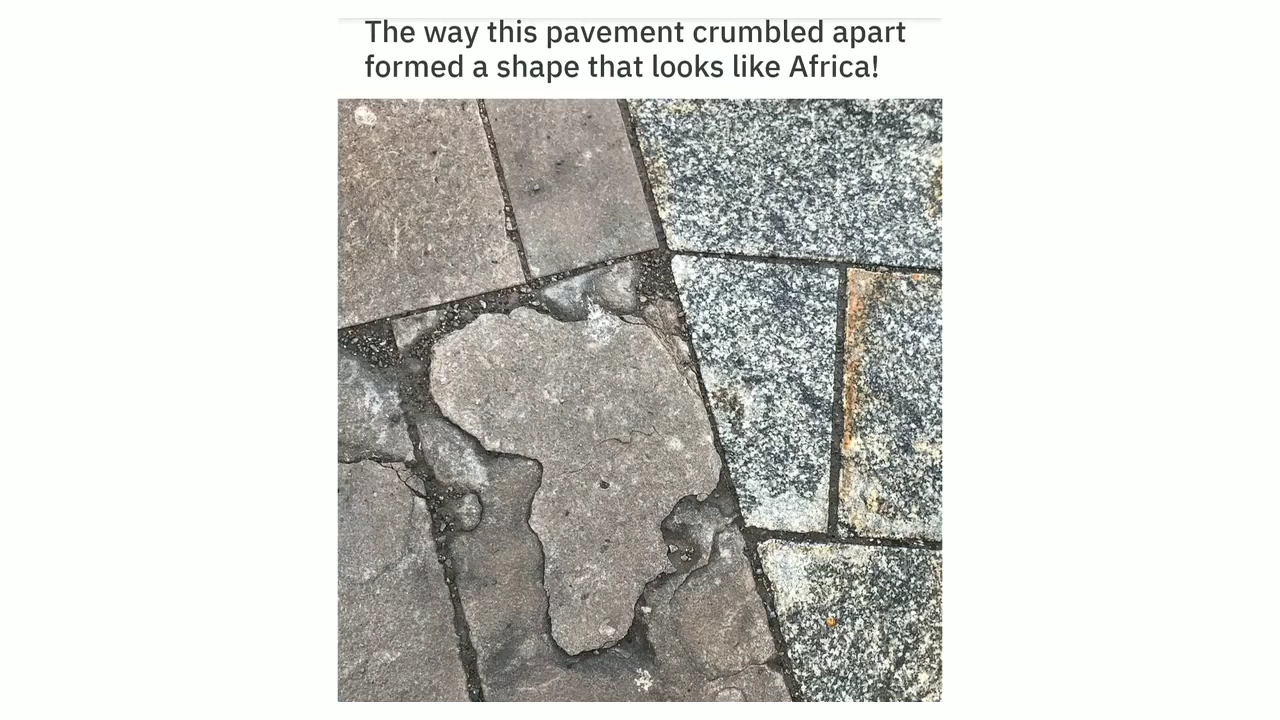 The way this pavement crumbled apart
formed a shape that looks like Africa!